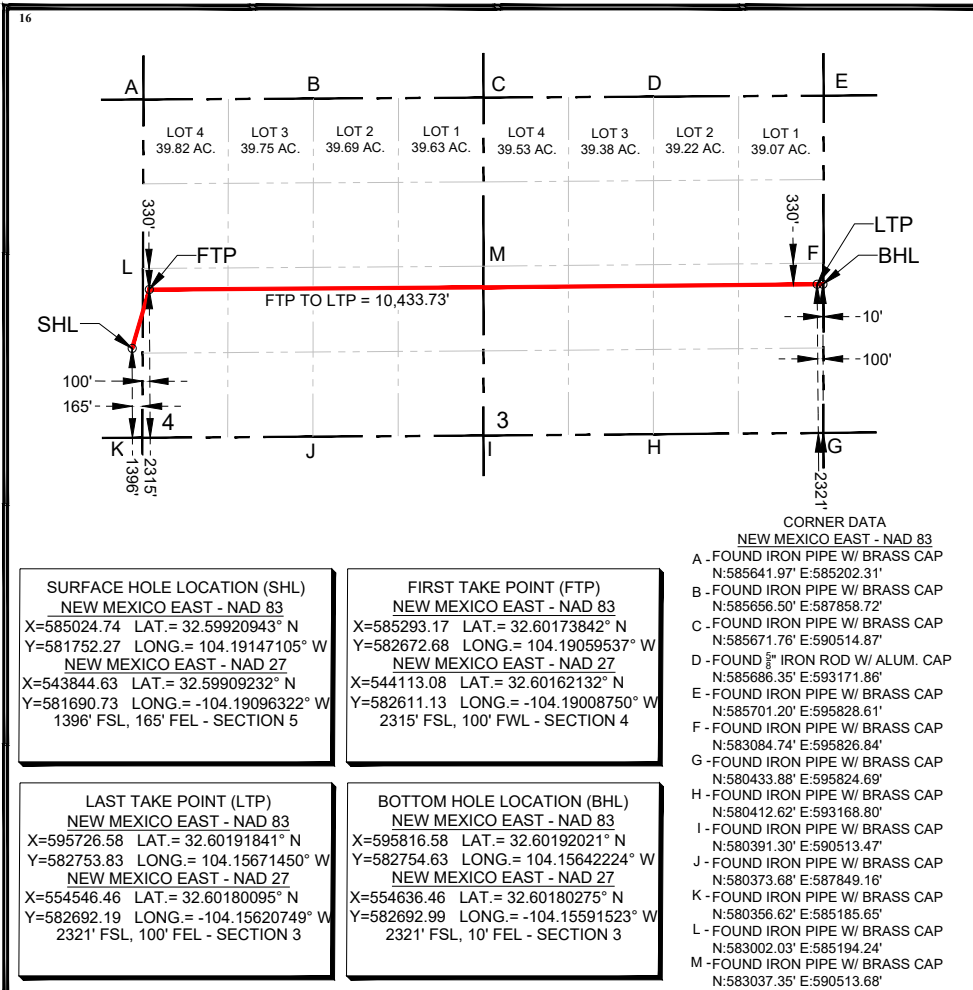 16
A B C D E
LOT 4 LOT 3 LOT 2 LOT 1 LOT 4 LOT 3 LOT 2 LOT 1
39.82 AC. 39.75 AC. 39.69 AC. 39.63 AC. 39.53 AC. 39.38 AC. 39.22 AC. 39.07 AC.
330' 330'
L FTP M F LTP
BHL
FTP TO LTP = 10,433.73'
SHL
10'
100' 100'
165'
4 3
K J I H G
1396' 2315' 2321'
SURFACE HOLE LOCATION (SHL)
NEW MEXICO EAST - NAD 83
X=585024.74 LAT.= 32.59920943° N
Y=581752.27 LONG.= 104.19147105° W
NEW MEXICO EAST - NAD 27
X=543844.63 LAT.= 32.59909232° N
Y=581690.73 LONG.= -104.19096322° W
1396' FSL, 165' FEL - SECTION 5
FIRST TAKE POINT (FTP)
NEW MEXICO EAST - NAD 83
X=585293.17 LAT.= 32.60173842° N
Y=582672.68 LONG.= 104.19059537° W
NEW MEXICO EAST - NAD 27
X=544113.08 LAT.= 32.60162132° N
Y=582611.13 LONG.= -104.19008750° W
2315' FSL, 100' FWL - SECTION 4
LAST TAKE POINT (LTP)
NEW MEXICO EAST - NAD 83
X=595726.58 LAT.= 32.60191841° N
Y=582753.83 LONG.= 104.15671450° W
NEW MEXICO EAST - NAD 27
X=554546.46 LAT.= 32.60180095° N
Y=582692.19 LONG.= -104.15620749° W
2321' FSL, 100' FEL - SECTION 3
BOTTOM HOLE LOCATION (BHL)
NEW MEXICO EAST - NAD 83
X=595816.58 LAT.= 32.60192021° N
Y=582754.63 LONG.= 104.15642224° W
NEW MEXICO EAST - NAD 27
X=554636.46 LAT.= 32.60180275° N
Y=582692.99 LONG.= -104.15591523° W
2321' FSL, 10' FEL - SECTION 3
CORNER DATA
NEW MEXICO EAST - NAD 83
A - FOUND IRON PIPE W/ BRASS CAP
N:585641.97' E:585202.31'
B - FOUND IRON PIPE W/ BRASS CAP
N:585656.50' E:587858.72'
C - FOUND IRON PIPE W/ BRASS CAP
N:585671.76' E:590514.87'
D - FOUND 5/8" IRON ROD W/ ALUM. CAP
N:585686.35' E:593171.86'
E - FOUND IRON PIPE W/ BRASS CAP
N:585701.20' E:595828.61'
F - FOUND IRON PIPE W/ BRASS CAP
N:583084.74' E:595826.84'
G - FOUND IRON PIPE W/ BRASS CAP
N:580433.88' E:595824.69'
H - FOUND IRON PIPE W/ BRASS CAP
N:580412.62' E:593168.80'
I - FOUND IRON PIPE W/ BRASS CAP
N:580391.30' E:590513.47'
J - FOUND IRON PIPE W/ BRASS CAP
N:580373.68' E:587849.16'
K - FOUND IRON PIPE W/ BRASS CAP
N:580356.62' E:585185.65'
L - FOUND IRON PIPE W/ BRASS CAP
N:583002.03' E:585194.24'
M - FOUND IRON PIPE W/ BRASS CAP
N:583037.35' E:590513.68'